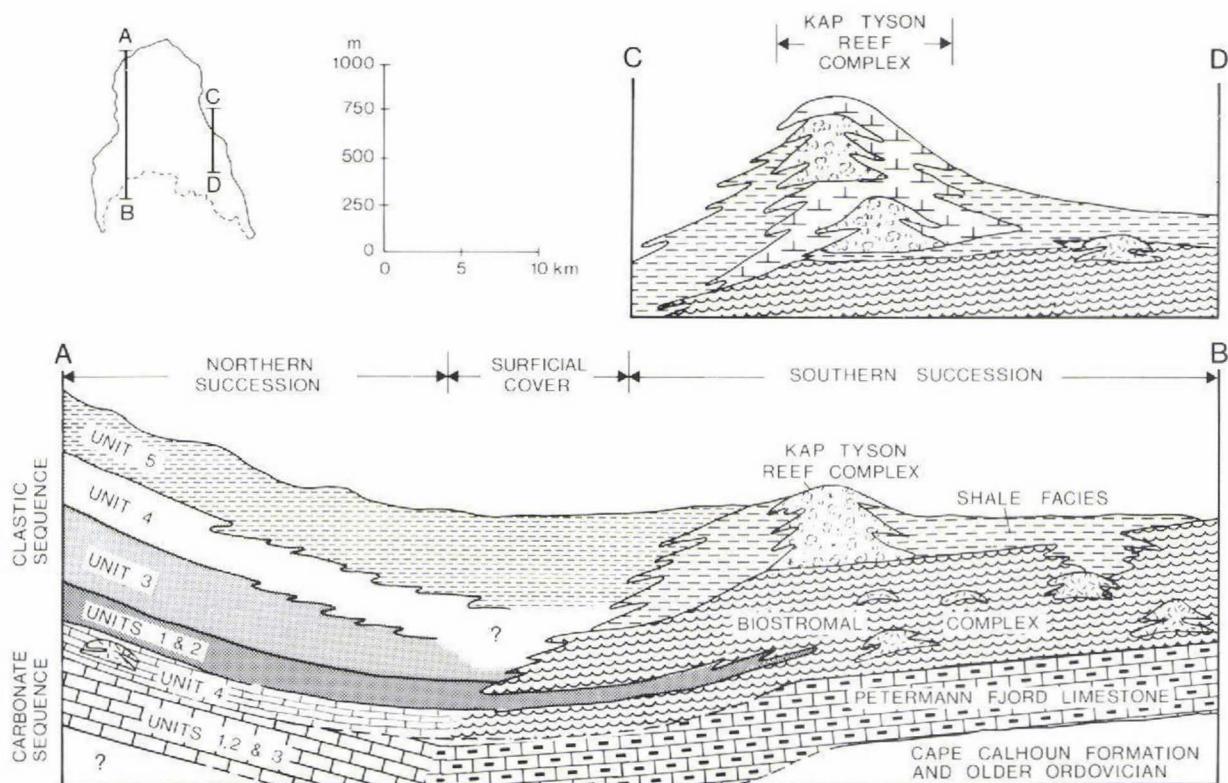 A
C
D
B
m
1000
750
500
250
0
0
5
10 km
KAP TYSON
REEF
COMPLEX
C
D
A
B
NORTHERN
SUCCESSION
SURFICIAL
COVER
SOUTHERN SUCCESSION
UNIT 5
UNIT 4
UNIT 3
UNITS 1 & 2
UNIT 4
UNITS 1,2 & 3
?
?
KAP TYSON
REEF COMPLEX
SHALE FACIES
BIOSTROMAL COMPLEX
PETERMANN FJORD LIMESTONE
CAPE CALHOUN FORMATION
AND OLDER ORDOVICIAN
CLASTIC
SEQUENCE
CARBONATE
SEQUENCE